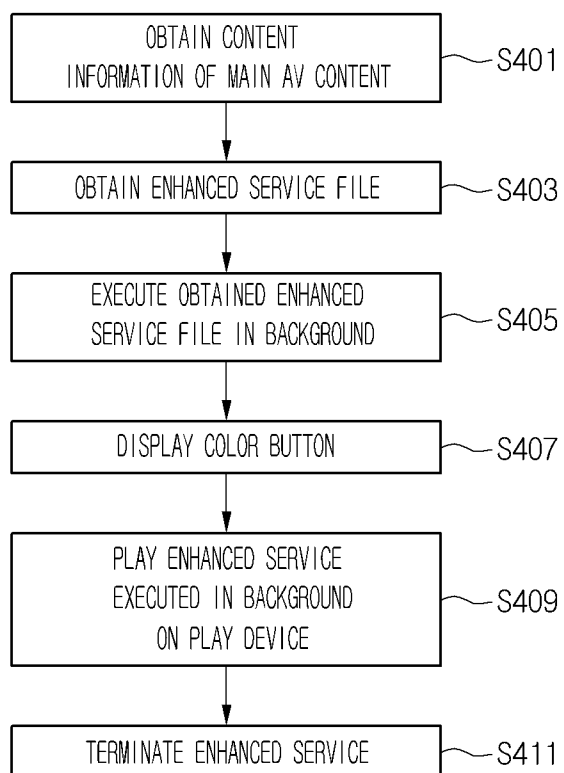 OBTAIN CONTENT
INFORMATION OF MAIN AV CONTENT
S401
OBTAIN ENHANCED SERVICE FILE
S403
EXECUTE OBTAINED ENHANCED
SERVICE FILE IN BACKGROUND
S405
DISPLAY COLOR BUTTON
S407
PLAY ENHANCED SERVICE
EXECUTED IN BACKGROUND
ON PLAY DEVICE
S409
TERMINATE ENHANCED SERVICE
S411